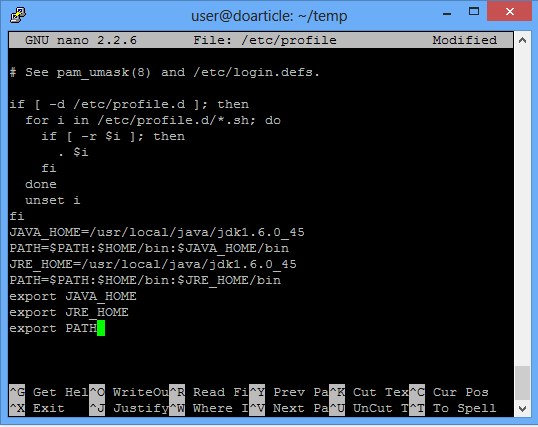 user@doarticle: ~/temp
GNU nano 2.2.6 File: /etc/profile Modified
# See pam_umask(8) and /etc/login.defs.
if [ -d /etc/profile.d ]; then
for i in /etc/profile.d/*.sh; do
if [ -r $i ]; then
. $i
fi
done
unset i
fi
JAVA_HOME=/usr/local/java/jdk1.6.0_45
PATH=$PATH:$HOME/bin:$JAVA_HOME/bin
JRE_HOME=/usr/local/java/jdk1.6.0_45
PATH=$PATH:$HOME/bin:$JRE_HOME/bin
export JAVA_HOME
export JRE_HOME
export PATH
^G Get Hel^O WriteOu^R Read Fi^Y Prev Pa^K Cut Tex^C Cur Pos
^X Exit ^J Justify^W Where I^V Next Pa^U UnCut T^T To Spell